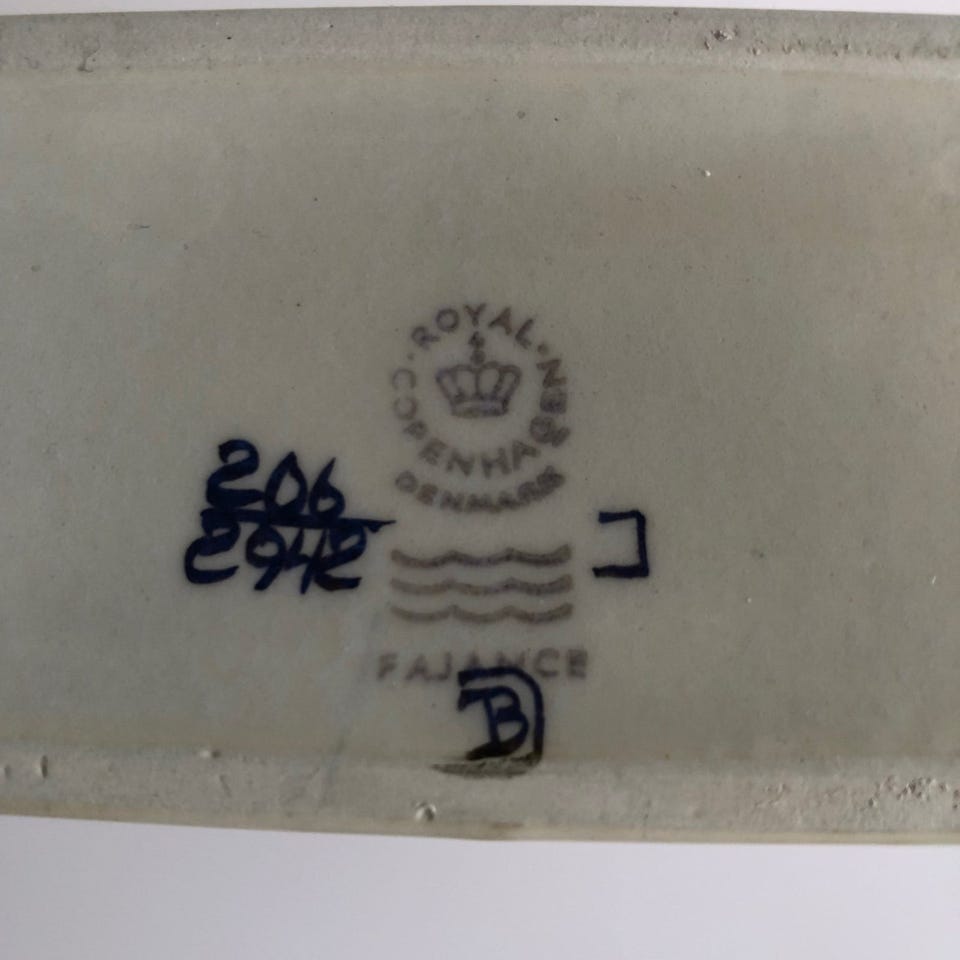 ROYAL · COPENHAGEN ·
DENMARK
206
2942
FAJANCE
B